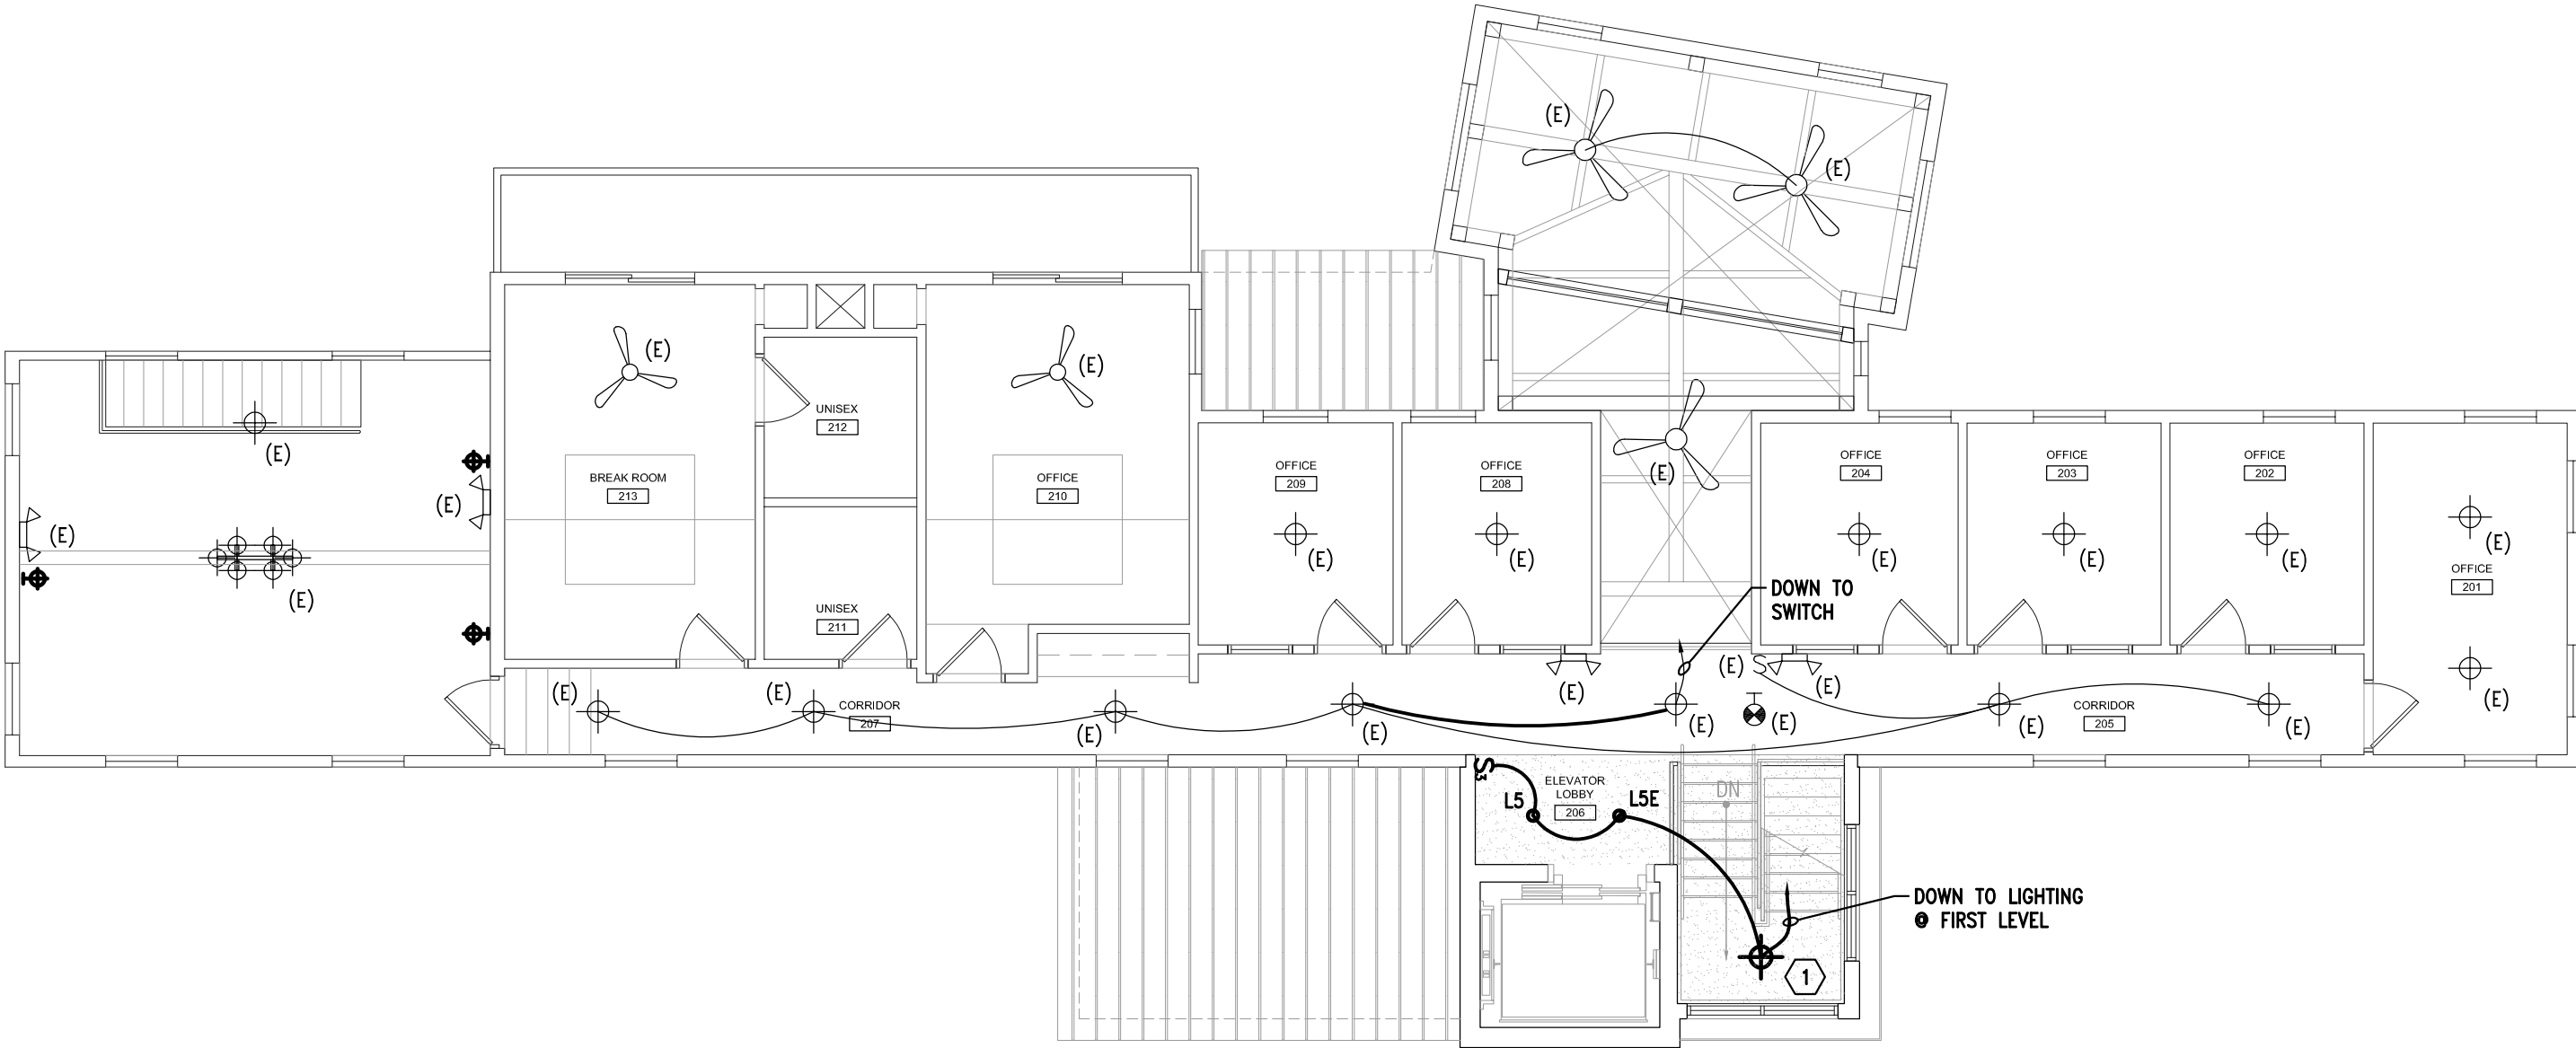 (E)
(E)
(E)
(E)
UNISEX
212
(E)
(E)
BREAK ROOM
213
OFFICE
210
OFFICE
209
OFFICE
208
(E)
OFFICE
204
OFFICE
203
OFFICE
202
(E)
(E)
(E)
(E)
(E)
(E)
(E)
(E)
(E)
OFFICE
201
(E)
UNISEX
211
DOWN TO
SWITCH
(E)
(E)
(E)
S
(E)
(E)
(E)
CORRIDOR
207
(E)
(E)
(E)
(E)
(E)
CORRIDOR
205
(E)
S3
ELEVATOR
LOBBY
206
L5
L5E
DN
DOWN TO LIGHTING
@ FIRST LEVEL
1